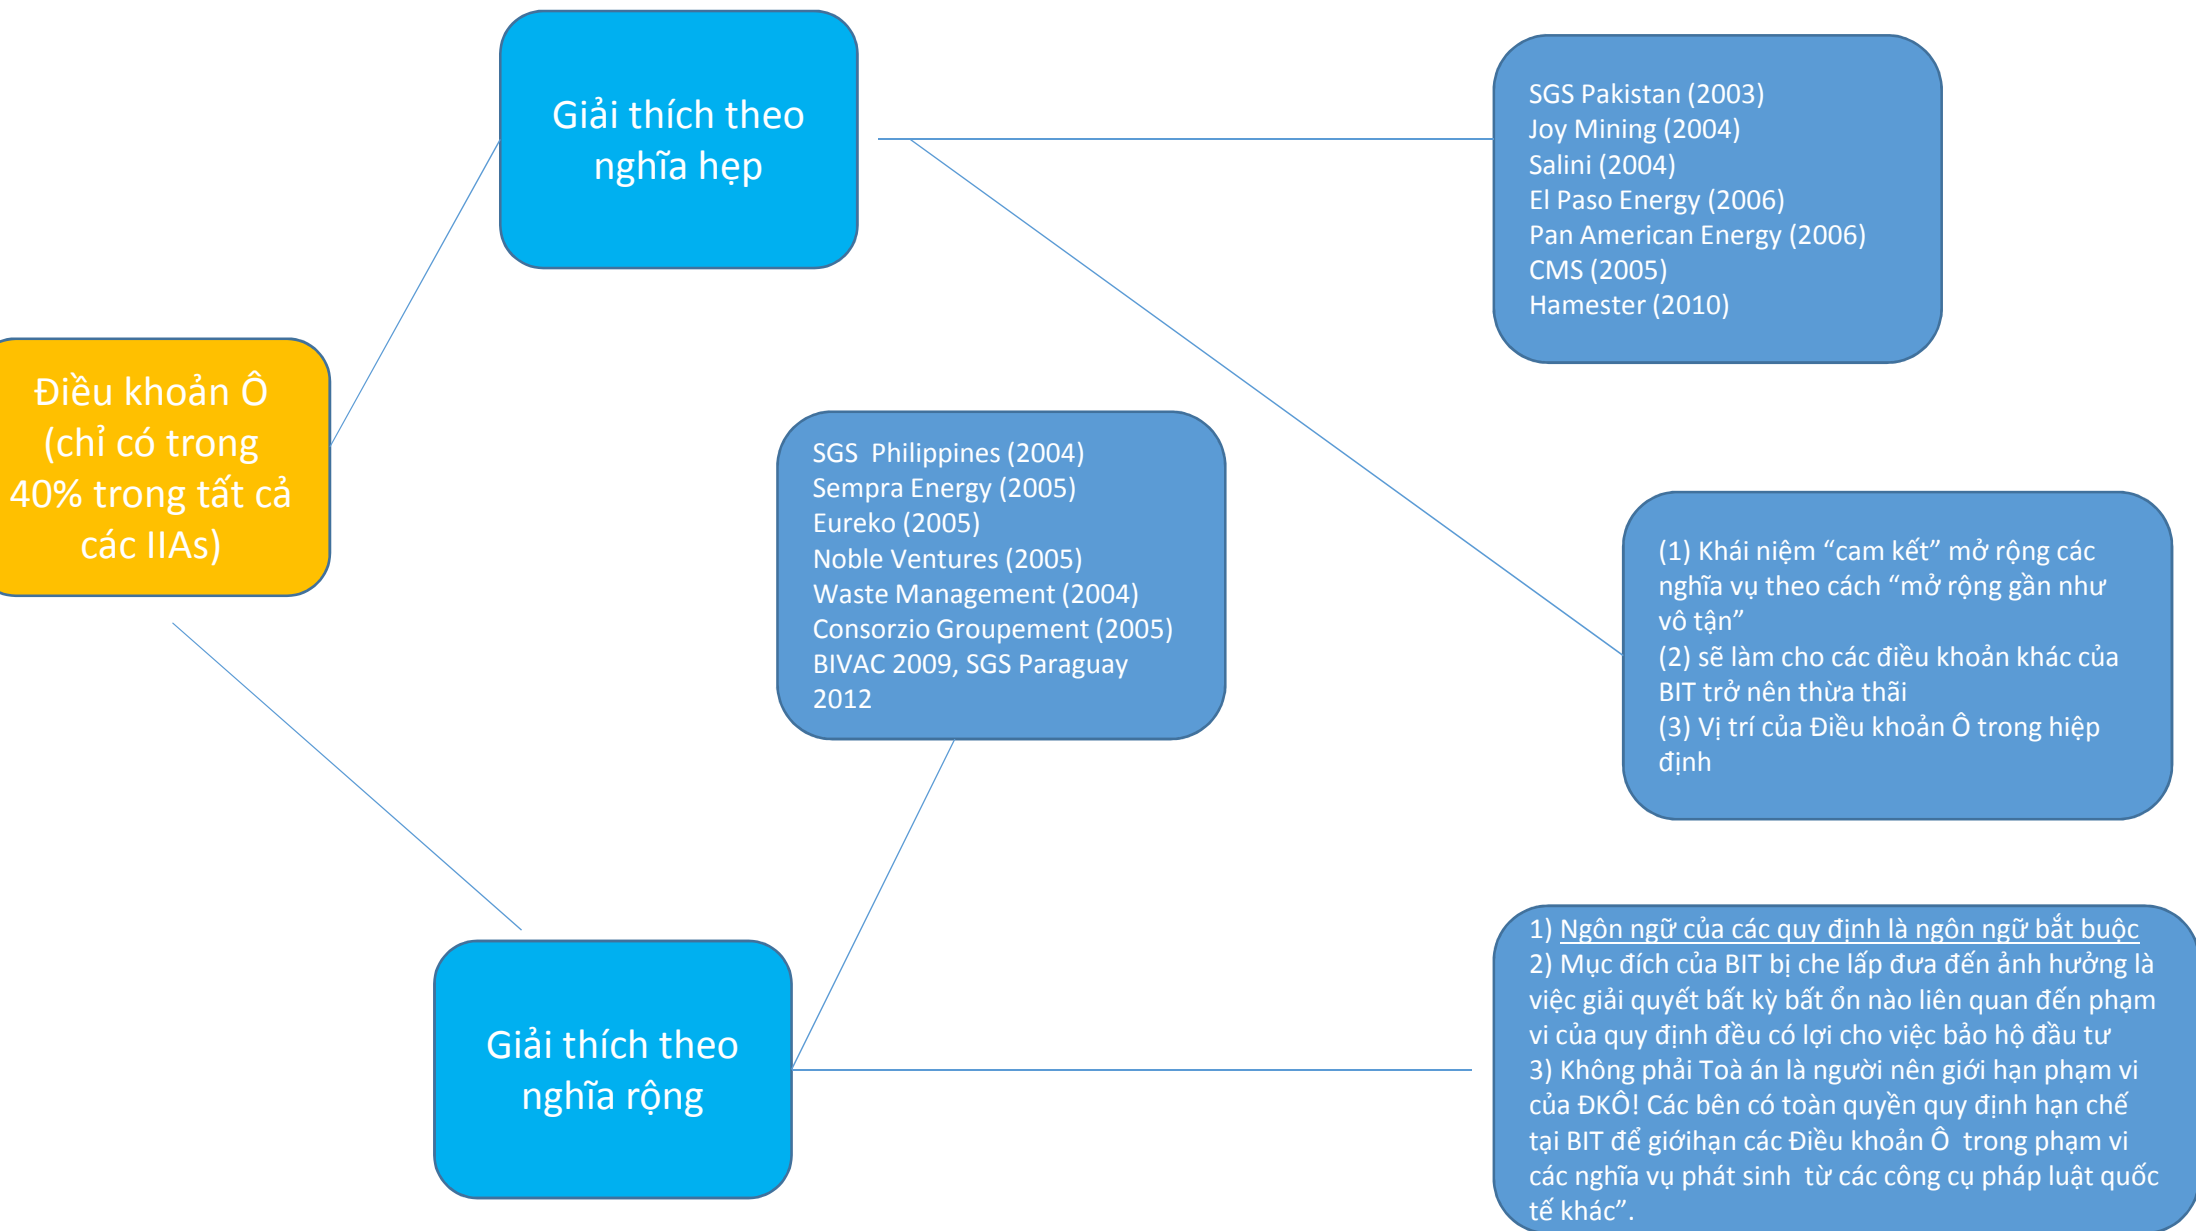 Giải thích theo
nghĩa hẹp
SGS Pakistan (2003)
Joy Mining (2004)
Salini (2004)
El Paso Energy (2006)
Pan American Energy (2006)
CMS (2005)
Hamester (2010)
Điều khoản Ô
(chỉ có trong
40% trong tất cả
các IIAs)
SGS  Philippines (2004)
Sempra Energy (2005)
Eureko (2005)
Noble Ventures (2005)
Waste Management (2004)
Consorzio Groupement (2005)
BIVAC 2009, SGS Paraguay
2012
(1) Khái niệm “cam kết” mở rộng các
nghĩa vụ theo cách “mở rộng gần như
vô tận”
(2) sẽ làm cho các điều khoản khác của
BIT trở nên thừa thãi
(3) Vị trí của Điều khoản Ô trong hiệp
định
Giải thích theo
nghĩa rộng
1) Ngôn ngữ của các quy định là ngôn ngữ bắt buộc
2) Mục đích của BIT bị che lấp đưa đến ảnh hưởng là
việc giải quyết bất kỳ bất ổn nào liên quan đến phạm
vi của quy định đều có lợi cho việc bảo hộ đầu tư
3) Không phải Toà án là người nên giới hạn phạm vi
của ĐKÔ! Các bên có toàn quyền quy định hạn chế
tại BIT để giớihạn các Điều khoản Ô  trong phạm vi
các nghĩa vụ phát sinh  từ các công cụ pháp luật quốc
tế khác”.